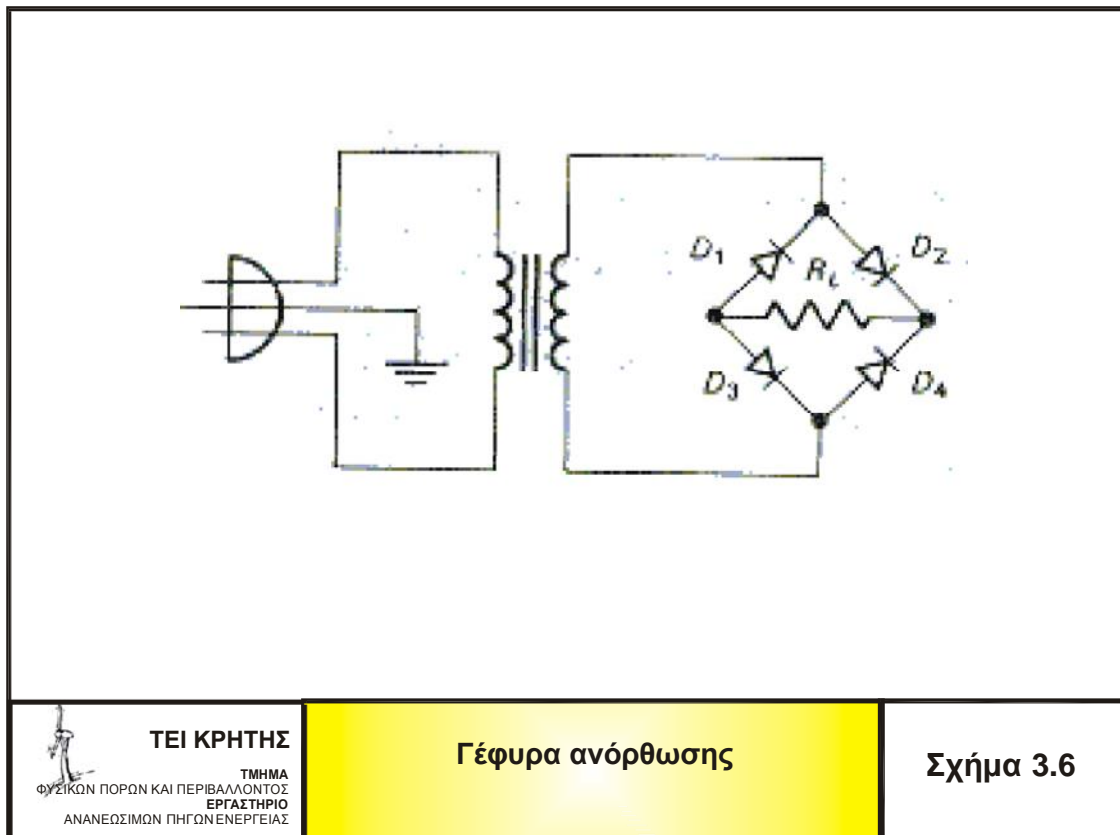 D1
D2
RL
D3
D4
ΤΕΙ ΚΡΗΤΗΣ
ΤΜΗΜΑ
ΦΥΣΙΚΩΝ ΠΟΡΩΝ ΚΑΙ ΠΕΡΙΒΑΛΛΟΝΤΟΣ
ΕΡΓΑΣΤΗΡΙΟ
ΑΝΑΝΕΩΣΙΜΩΝ ΠΗΓΩΝ ΕΝΕΡΓΕΙΑΣ
Γέφυρα ανόρθωσης
Σχήμα 3.6